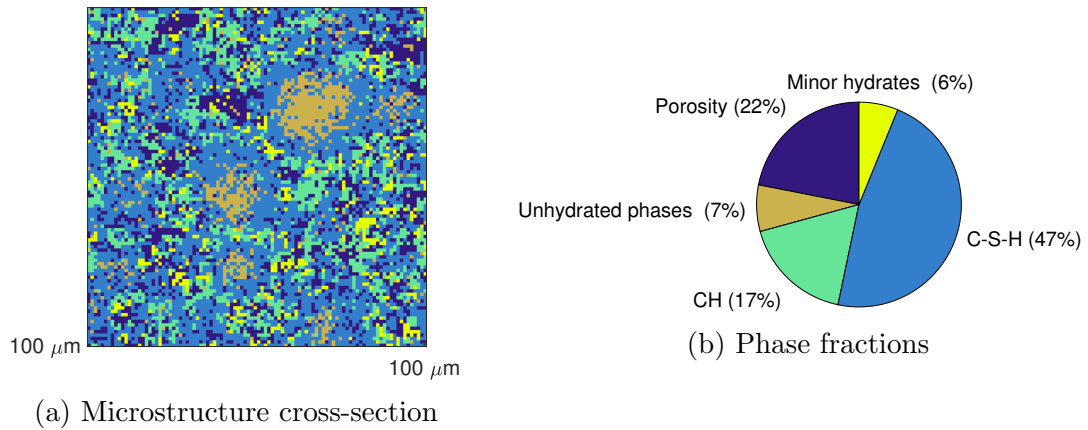 100 μm
100 μm
(a) Microstructure cross-section
Minor hydrates (6%)
Porosity (22%)
Unhydrated phases (7%)
C-S-H (47%)
CH (17%)
(b) Phase fractions